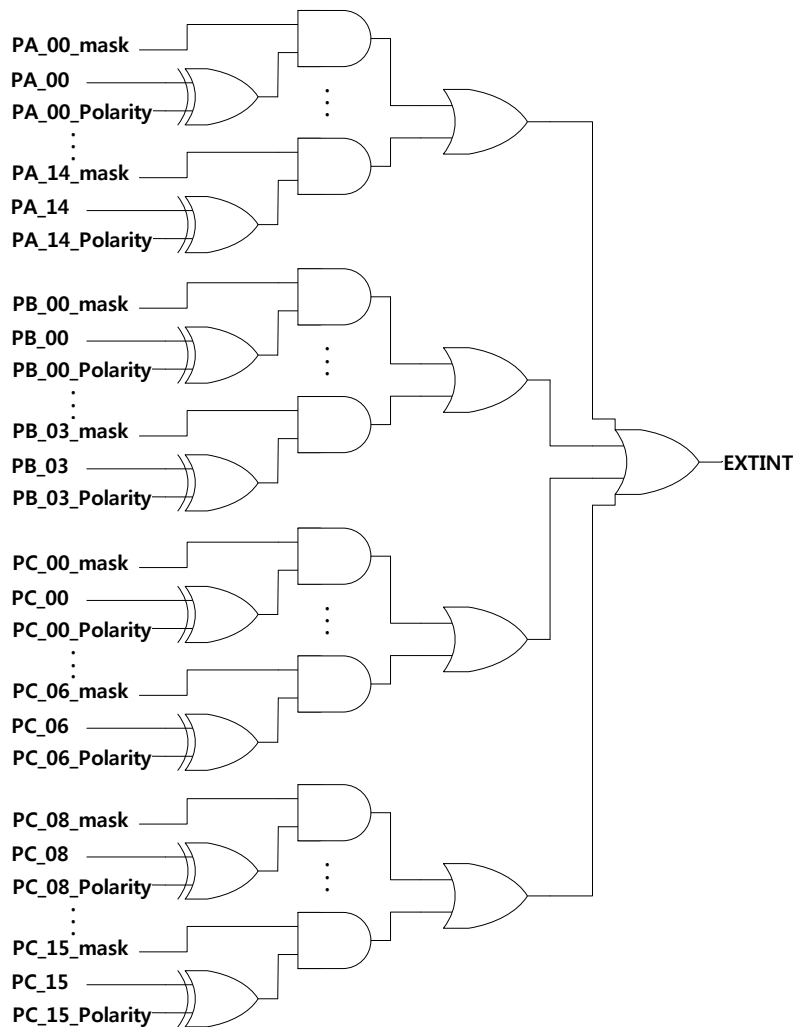 PA_00_mask
PA_00
PA_00_Polarity
PA_14_mask
PA_14
PA_14_Polarity
PB_00_mask
PB_00
PB_00_Polarity
PB_03_mask
PB_03
PB_03_Polarity
EXTINT
PC_00_mask
PC_00
PC_00_Polarity
PC_06_mask
PC_06
PC_06_Polarity
PC_08_mask
PC_08
PC_08_Polarity
PC_15_mask
PC_15
PC_15_Polarity